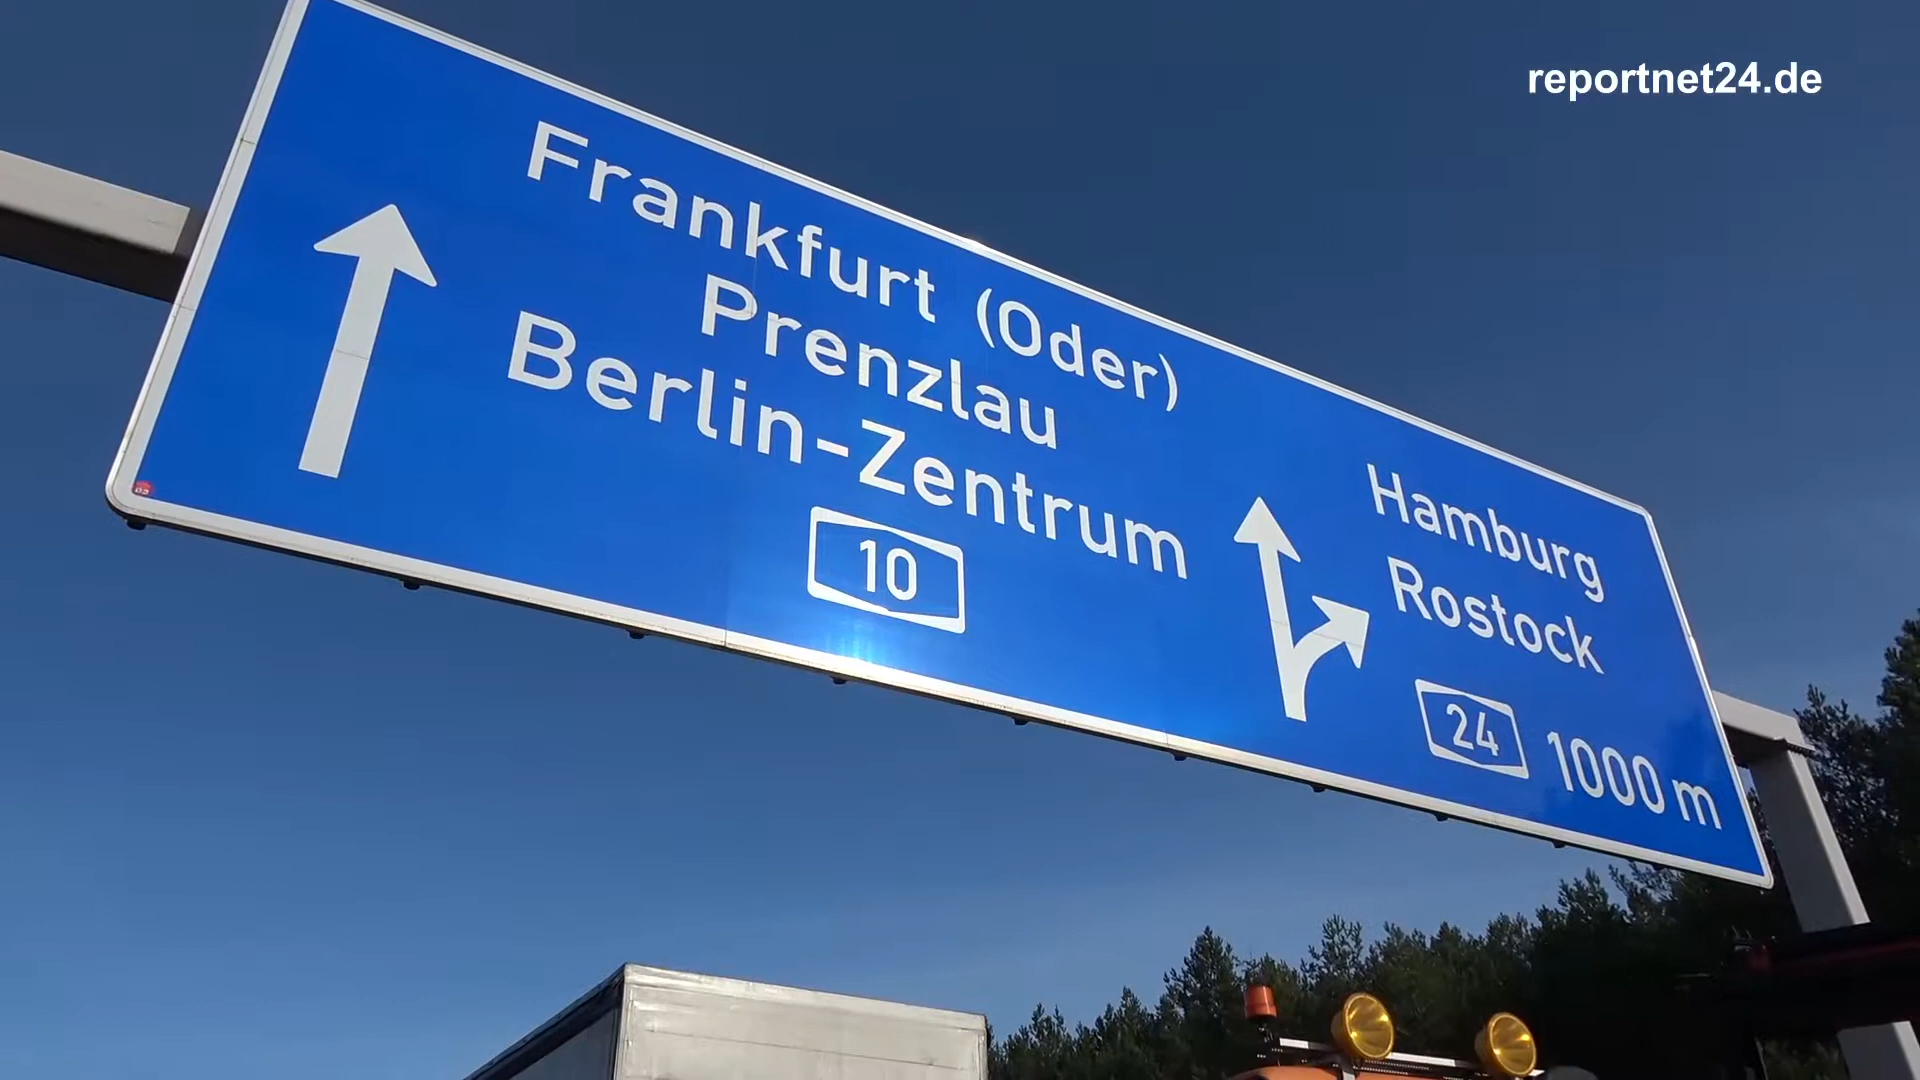 reportnet24.de
Frankfurt (Oder)
Prenzlau
Berlin-Zentrum
10
Hamburg
Rostock
24 1000 m